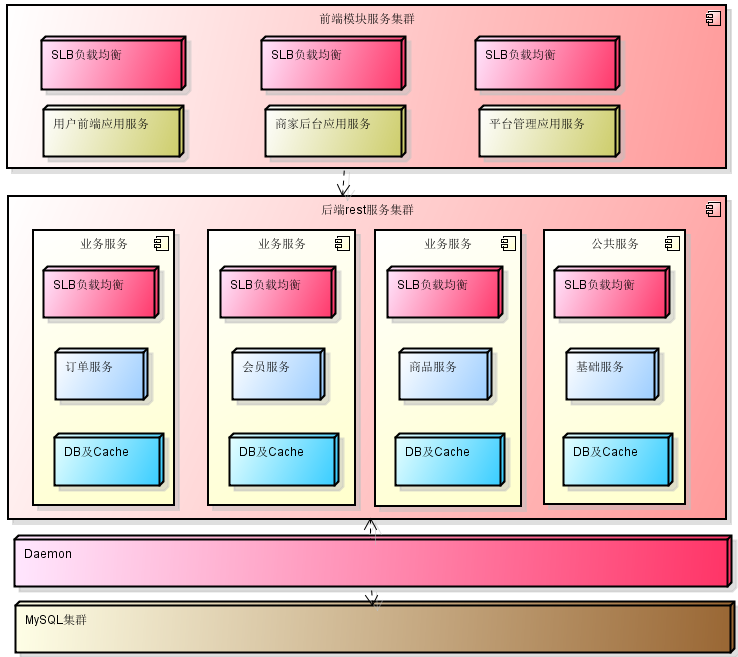 前端模块服务集群
SLB负载均衡 SLB负载均衡 SLB负载均衡
用户前端应用服务 商家后台应用服务 平台管理应用服务
后端rest服务集群
业务服务 业务服务 业务服务 公共服务
SLB负载均衡 SLB负载均衡 SLB负载均衡 SLB负载均衡
订单服务 会员服务 商品服务 基础服务
DB及Cache DB及Cache DB及Cache DB及Cache
Daemon
MySQL集群